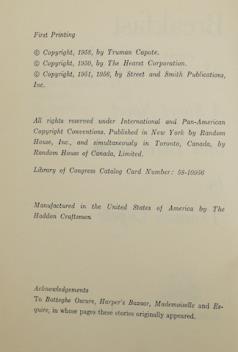 First Printing
© Copyright, 1958, by Truman Capote.
© Copyright, 1950, by The Hearst Corporation.
© Copyright, 1951, 1956, by Street and Smith Publications,
Inc.
All rights reserved under International and Pan-American
Copyright Conventions. Published in New York by Random
House, Inc., and simultaneously in Toronto, Canada, by
Random House of Canada, Limited.
Library of Congress Catalog Card Number: 58-10956
Manufactured in the United States of America by The
Haddon Craftsmen
Acknowledgements
To Botteghe Oscure, Harper's Bazaar, Mademoiselle and Es-
quire, in whose pages these stories originally appeared.